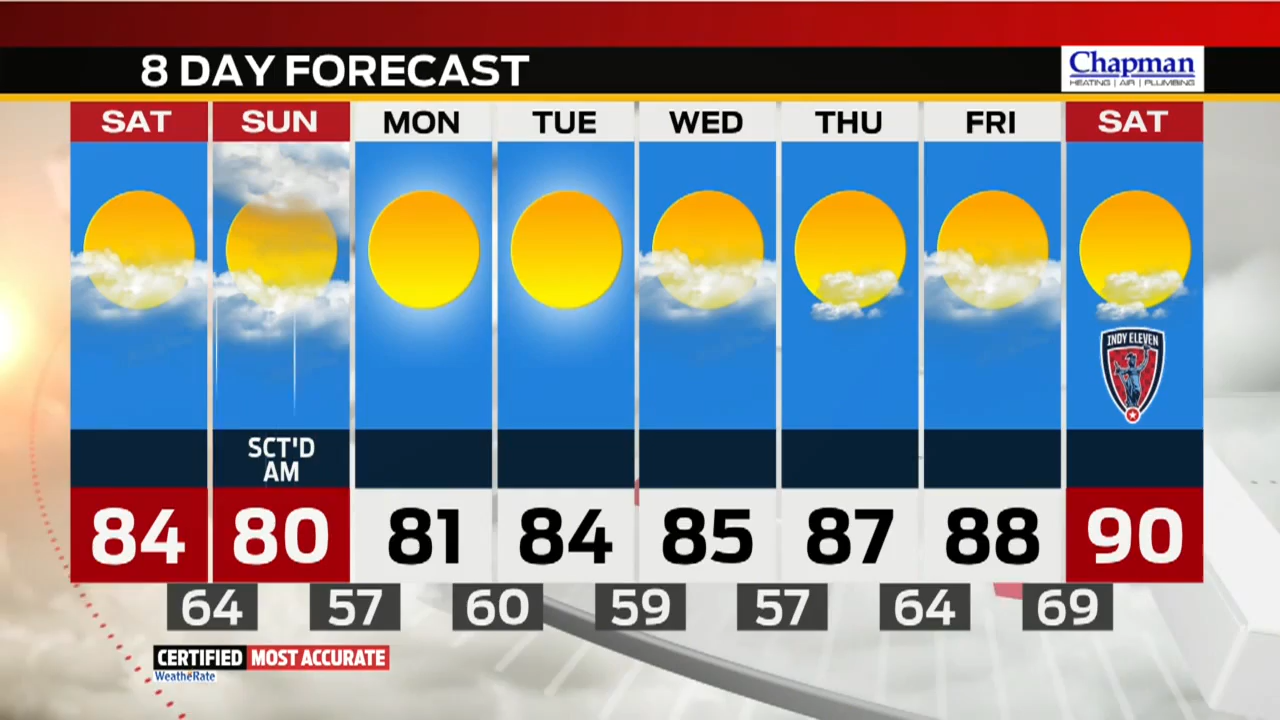 8 DAY FORECAST
Chapman
HEATING | AIR | PLUMBING
SAT SUN MON TUE WED THU FRI SAT
INDY ELEVEN
SCT'D
AM
84 80 81 84 85 87 88 90
64 57 60 59 57 64 69
CERTIFIED MOST ACCURATE
WeatheRate